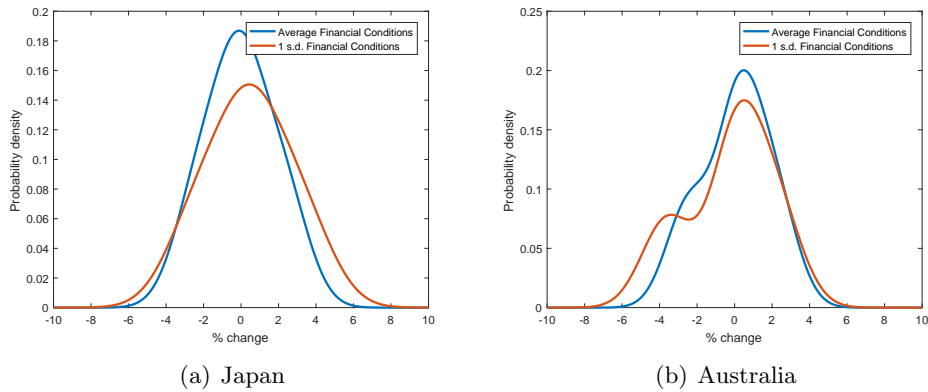 0.2
0.18
0.16
0.14
0.12
0.1
0.08
0.06
0.04
0.02
0
Probability density
-10 -8 -6 -4 -2 0 2 4 6 8 10
% change
Average Financial Conditions
1 s.d. Financial Conditions
(a) Japan
0.25
0.2
0.15
0.1
0.05
0
Probability density
-10 -8 -6 -4 -2 0 2 4 6 8 10
% change
Average Financial Conditions
1 s.d. Financial Conditions
(b) Australia